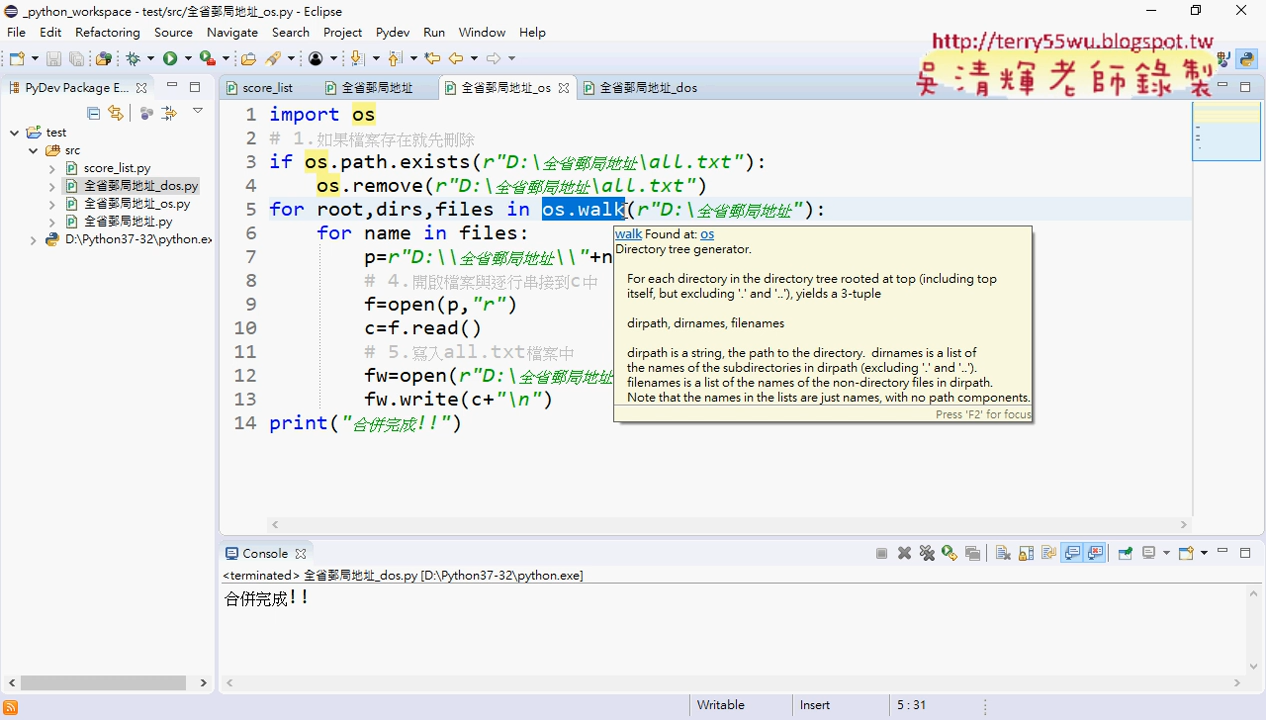 _python_workspace - test/src/全省郵局地址_os.py - Eclipse
File Edit Refactoring Source Navigate Search Project Pydev Run Window Help
http://terry55wu.blogspot.tw
吳清輝老師錄製
PyDev Package E...
score_list 全省郵局地址 全省郵局地址_os 全省郵局地址_dos
test
src
score_list.py
全省郵局地址_dos.py
全省郵局地址_os.py
全省郵局地址.py
D:\Python37-32\python.ex
1 import os
2 # 1.如果檔案存在就先刪除
3 if os.path.exists(r"D:\全省郵局地址\all.txt"):
4 os.remove(r"D:\全省郵局地址\all.txt")
5 for root,dirs,files in os.walk(r"D:\全省郵局地址"):
6 for name in files:
7 p=r"D:\\全省郵局地址\\"+n
8 # 4.開啟檔案與逐行串接到c中
9 f=open(p,"r")
10 c=f.read()
11 # 5.寫入all.txt檔案中
12 fw=open(r"D:\全省郵局地址
13 fw.write(c+"\n")
14 print("合併完成!!")
walk Found at: os
Directory tree generator.
For each directory in the directory tree rooted at top (including top
itself, but excluding '.' and '..'), yields a 3-tuple
dirpath, dirnames, filenames
dirpath is a string, the path to the directory. dirnames is a list of
the names of the subdirectories in dirpath (excluding '.' and '..').
filenames is a list of the names of the non-directory files in dirpath.
Note that the names in the lists are just names, with no path components.
Press 'F2' for focus
Console
<terminated> 全省郵局地址_dos.py [D:\Python37-32\python.exe]
合併完成!!
Writable Insert 5 : 31